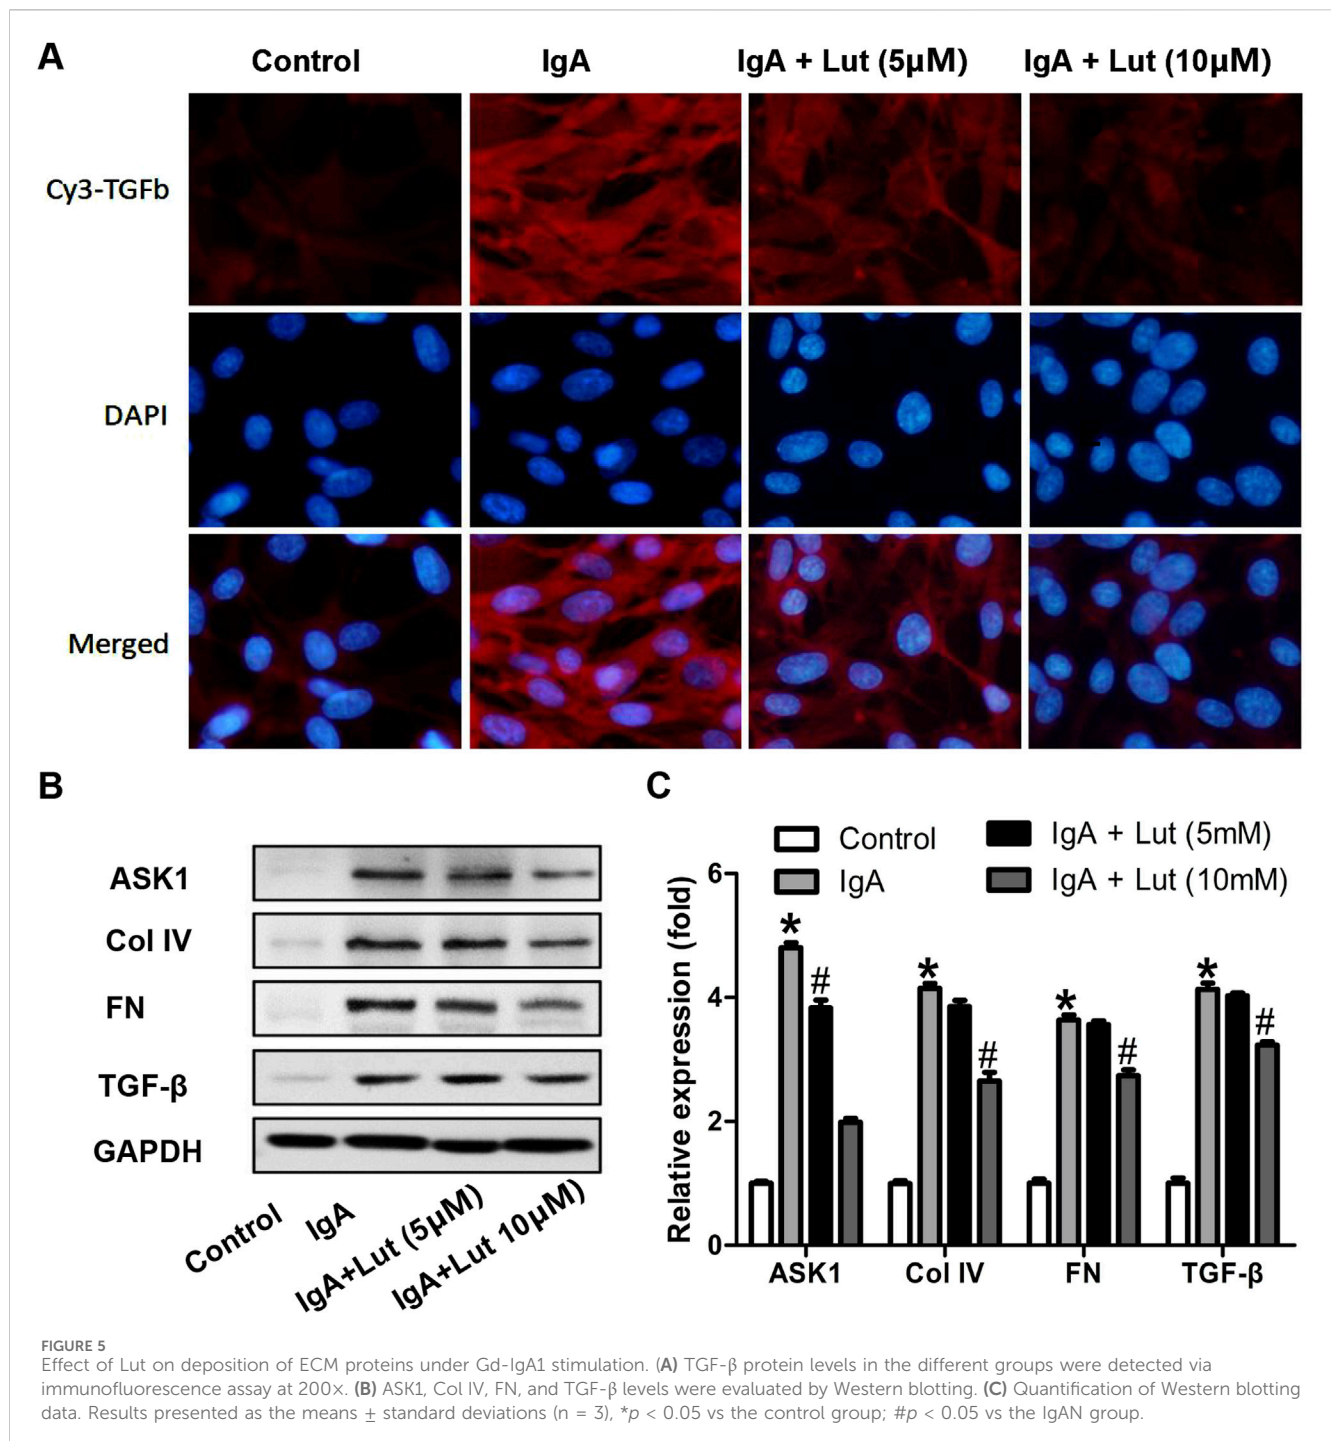 A
Control IgA IgA + Lut (5μM) IgA + Lut (10μM)
Cy3-TGFb
DAPI
Merged
B
ASK1
Col IV
FN
TGF-β
GAPDH
Control IgA IgA+Lut (5μM) IgA+Lut 10μM)
C
Control IgA + Lut (5mM)
IgA IgA + Lut (10mM)
Relative expression (fold)
6
4
2
0
* #
* #
* #
* #
ASK1 Col IV FN TGF-β
FIGURE 5
Effect of Lut on deposition of ECM proteins under Gd-IgA1 stimulation. (A) TGF-β protein levels in the different groups were detected via
immunofluorescence assay at 200×. (B) ASK1, Col IV, FN, and TGF-β levels were evaluated by Western blotting. (C) Quantification of Western blotting
data. Results presented as the means ± standard deviations (n = 3), *p < 0.05 vs the control group; #p < 0.05 vs the IgAN group.